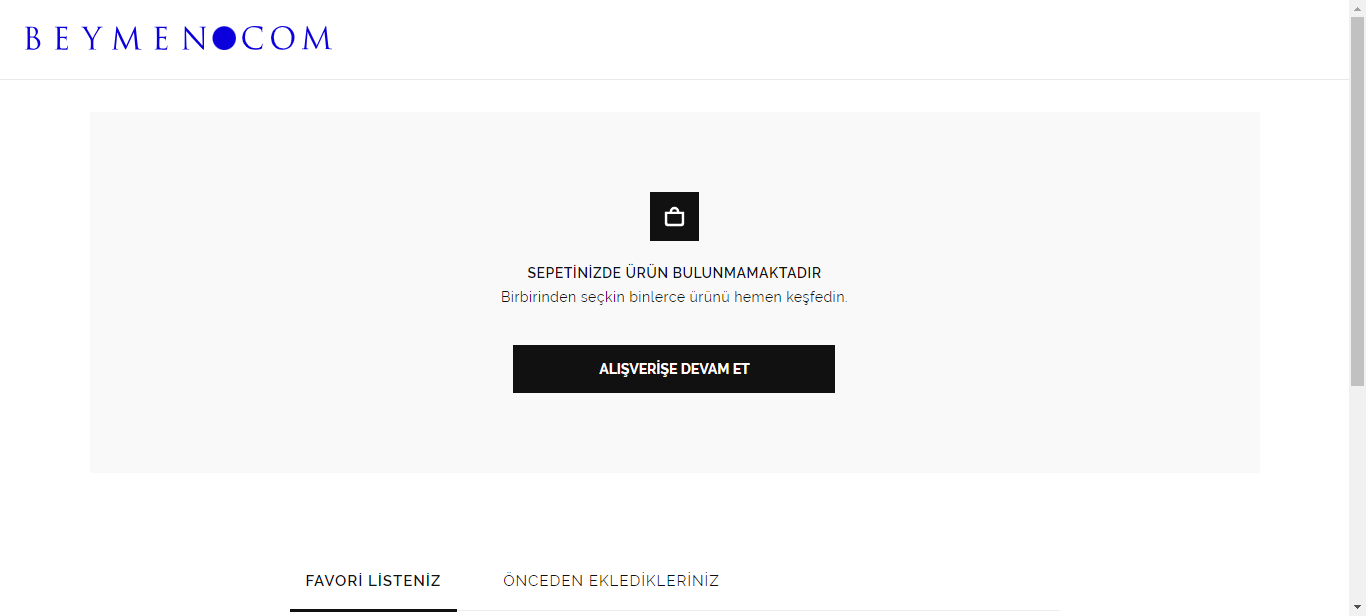 BEYMEN COM
SEPETİNİZDE ÜRÜN BULUNMAMAKTADIR
Birbirinden seçkin binlerce ürünü hemen keşfedin.
ALIŞVERİŞE DEVAM ET
FAVORİ LİSTENİZ
ÖNCEDEN EKLEDİKLERİNİZ